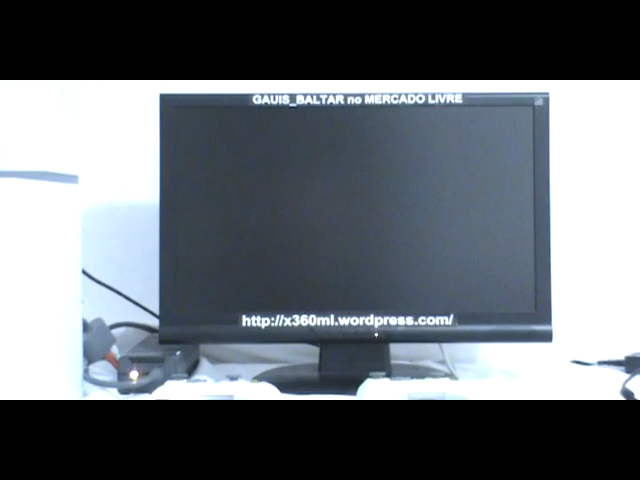 GAUIS_BALTAR no MERCADO LIVRE
http://x360ml.wordpress.com/